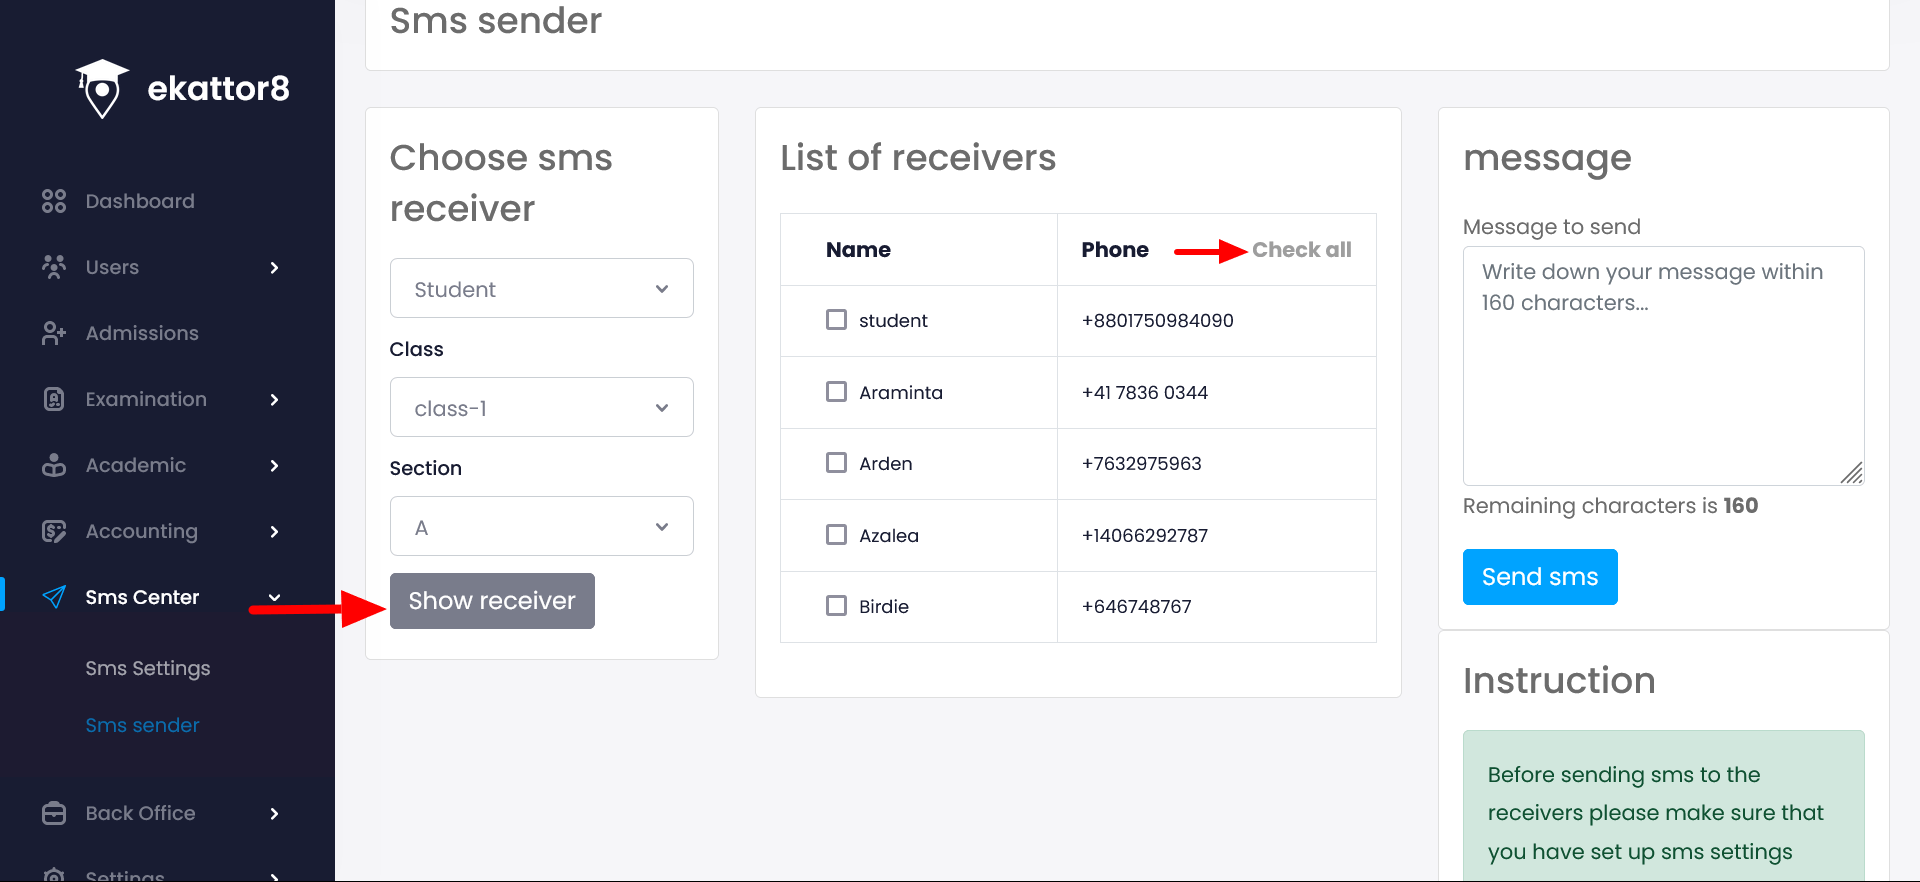 ekattor8
Dashboard
Users
Admissions
Examination
Academic
Accounting
Sms Center
Sms Settings
Sms sender
Back Office
Settings
Sms sender
Choose sms
receiver
Student
Class
class-1
Section
A
Show receiver
List of receivers
Name Phone Check all
student +8801750984090
Araminta +41 7836 0344
Arden +7632975963
Azalea +14066292787
Birdie +646748767
message
Message to send
Write down your message within
160 characters...
Remaining characters is 160
Send sms
Instruction
Before sending sms to the
receivers please make sure that
you have set up sms settings